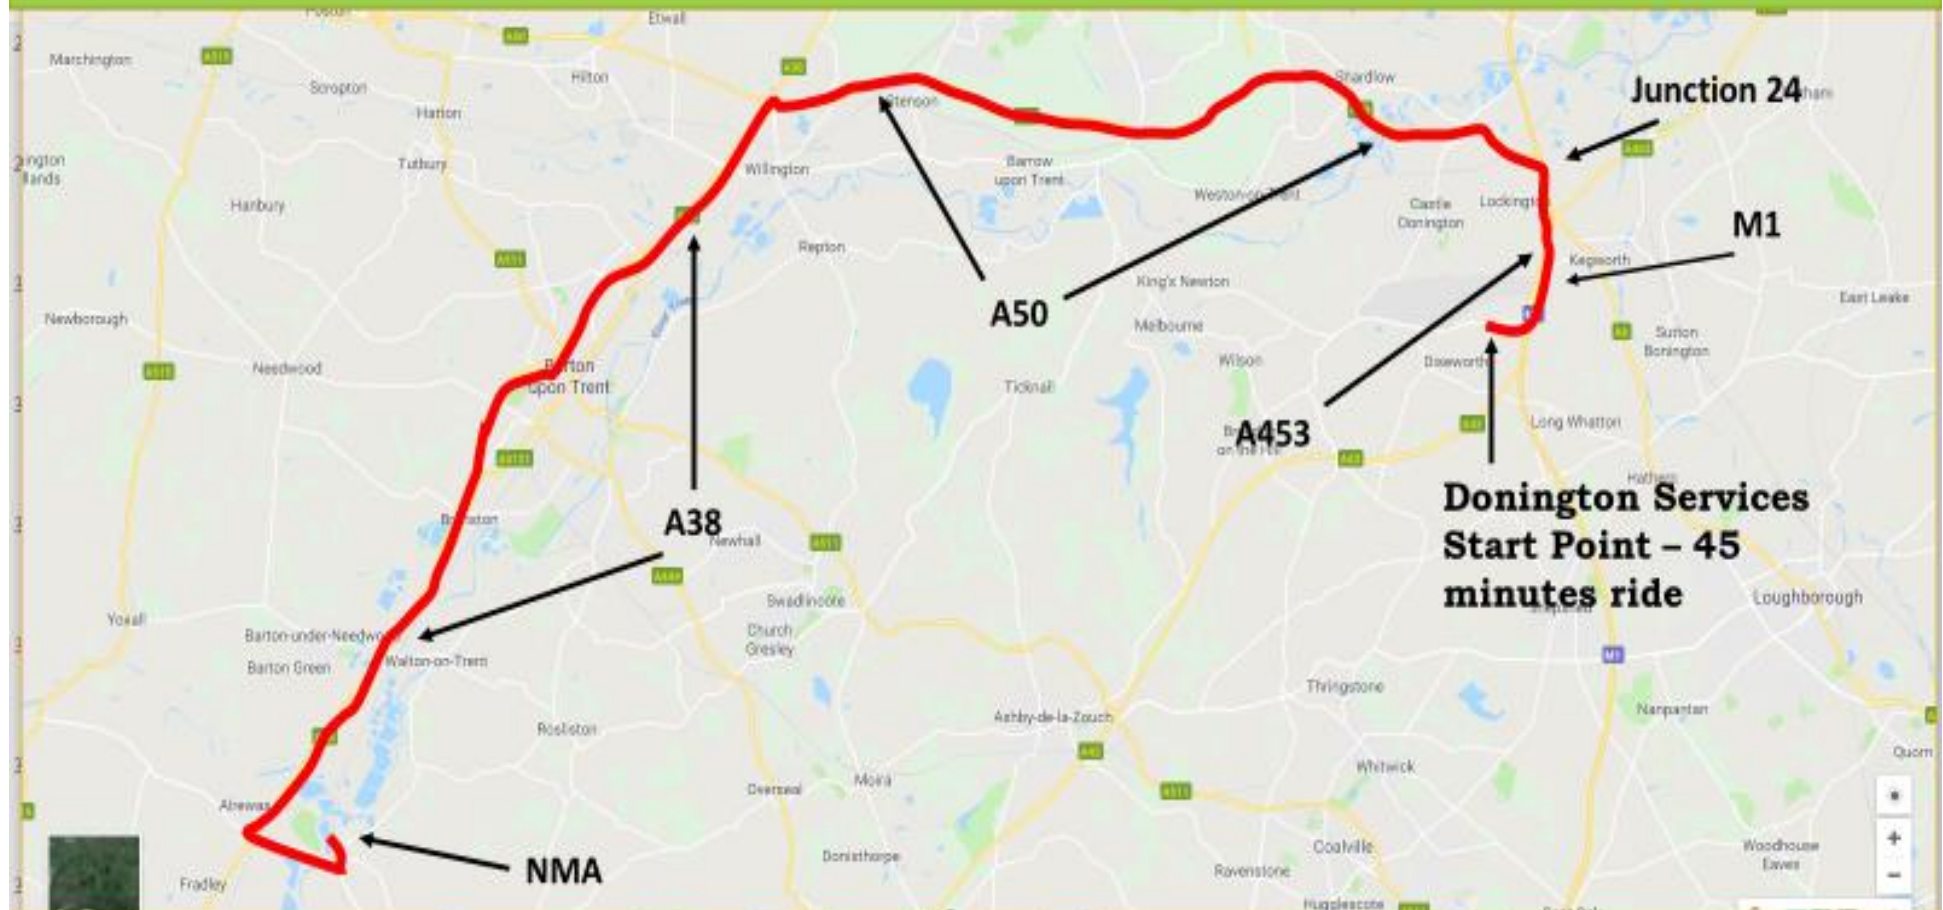 Etwall
Marchington
Scropton
Hilton
Hatton
Shardlow
Junction 24
Stenson
Tutbury
Willington
Barrow
upon Trent
Weston-on-Trent
Castle
Donington
Lockington
Hanbury
M1
Repton
Kegworth
King's Newton
East Leake
A50
Newborough
Melbourne
Sutton
Bonington
Needwood
Burton
upon Trent
Wilson
Diseworth
Ticknall
A453
Long Whatton
Hathern
Donington Services
Start Point – 45
minutes ride
A38
Branston
Newhall
Swadlincote
Loughborough
Yoxall
Barton-under-Needwood
Church
Gresley
Barton Green
Walton-on-Trent
M1
Thringstone
Nanpantan
Ashby-de-la-Zouch
Rosliston
Quorn
Whitwick
Moira
Overseal
Alrewas
NMA
Donisthorpe
Coalville
Woodhouse
Eaves
Ravenstone
Fradley
Hugglescote